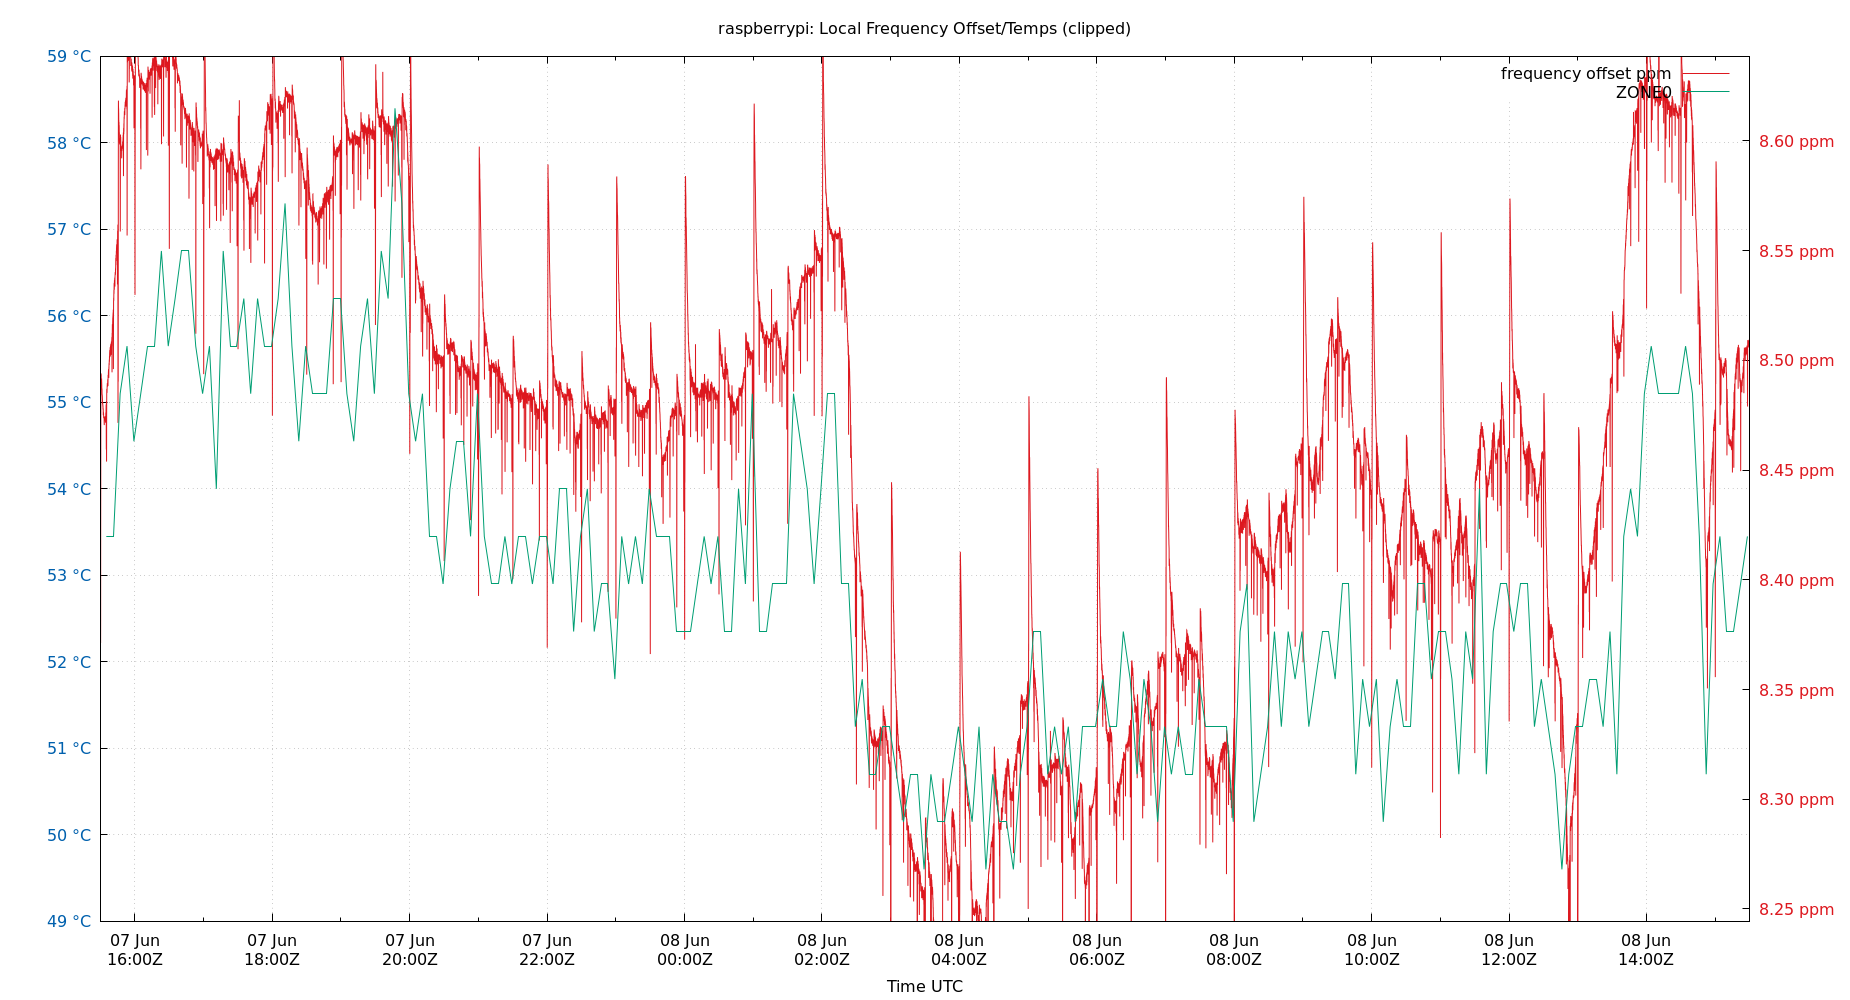 raspberrypi: Local Frequency Offset/Temps (clipped)
frequency offset ppm
ZONE0
59 °C
58 °C
57 °C
56 °C
55 °C
54 °C
53 °C
52 °C
51 °C
50 °C
49 °C
8.60 ppm
8.55 ppm
8.50 ppm
8.45 ppm
8.40 ppm
8.35 ppm
8.30 ppm
8.25 ppm
07 Jun
16:00Z
07 Jun
18:00Z
07 Jun
20:00Z
07 Jun
22:00Z
08 Jun
00:00Z
08 Jun
02:00Z
08 Jun
04:00Z
08 Jun
06:00Z
08 Jun
08:00Z
08 Jun
10:00Z
08 Jun
12:00Z
08 Jun
14:00Z
Time UTC